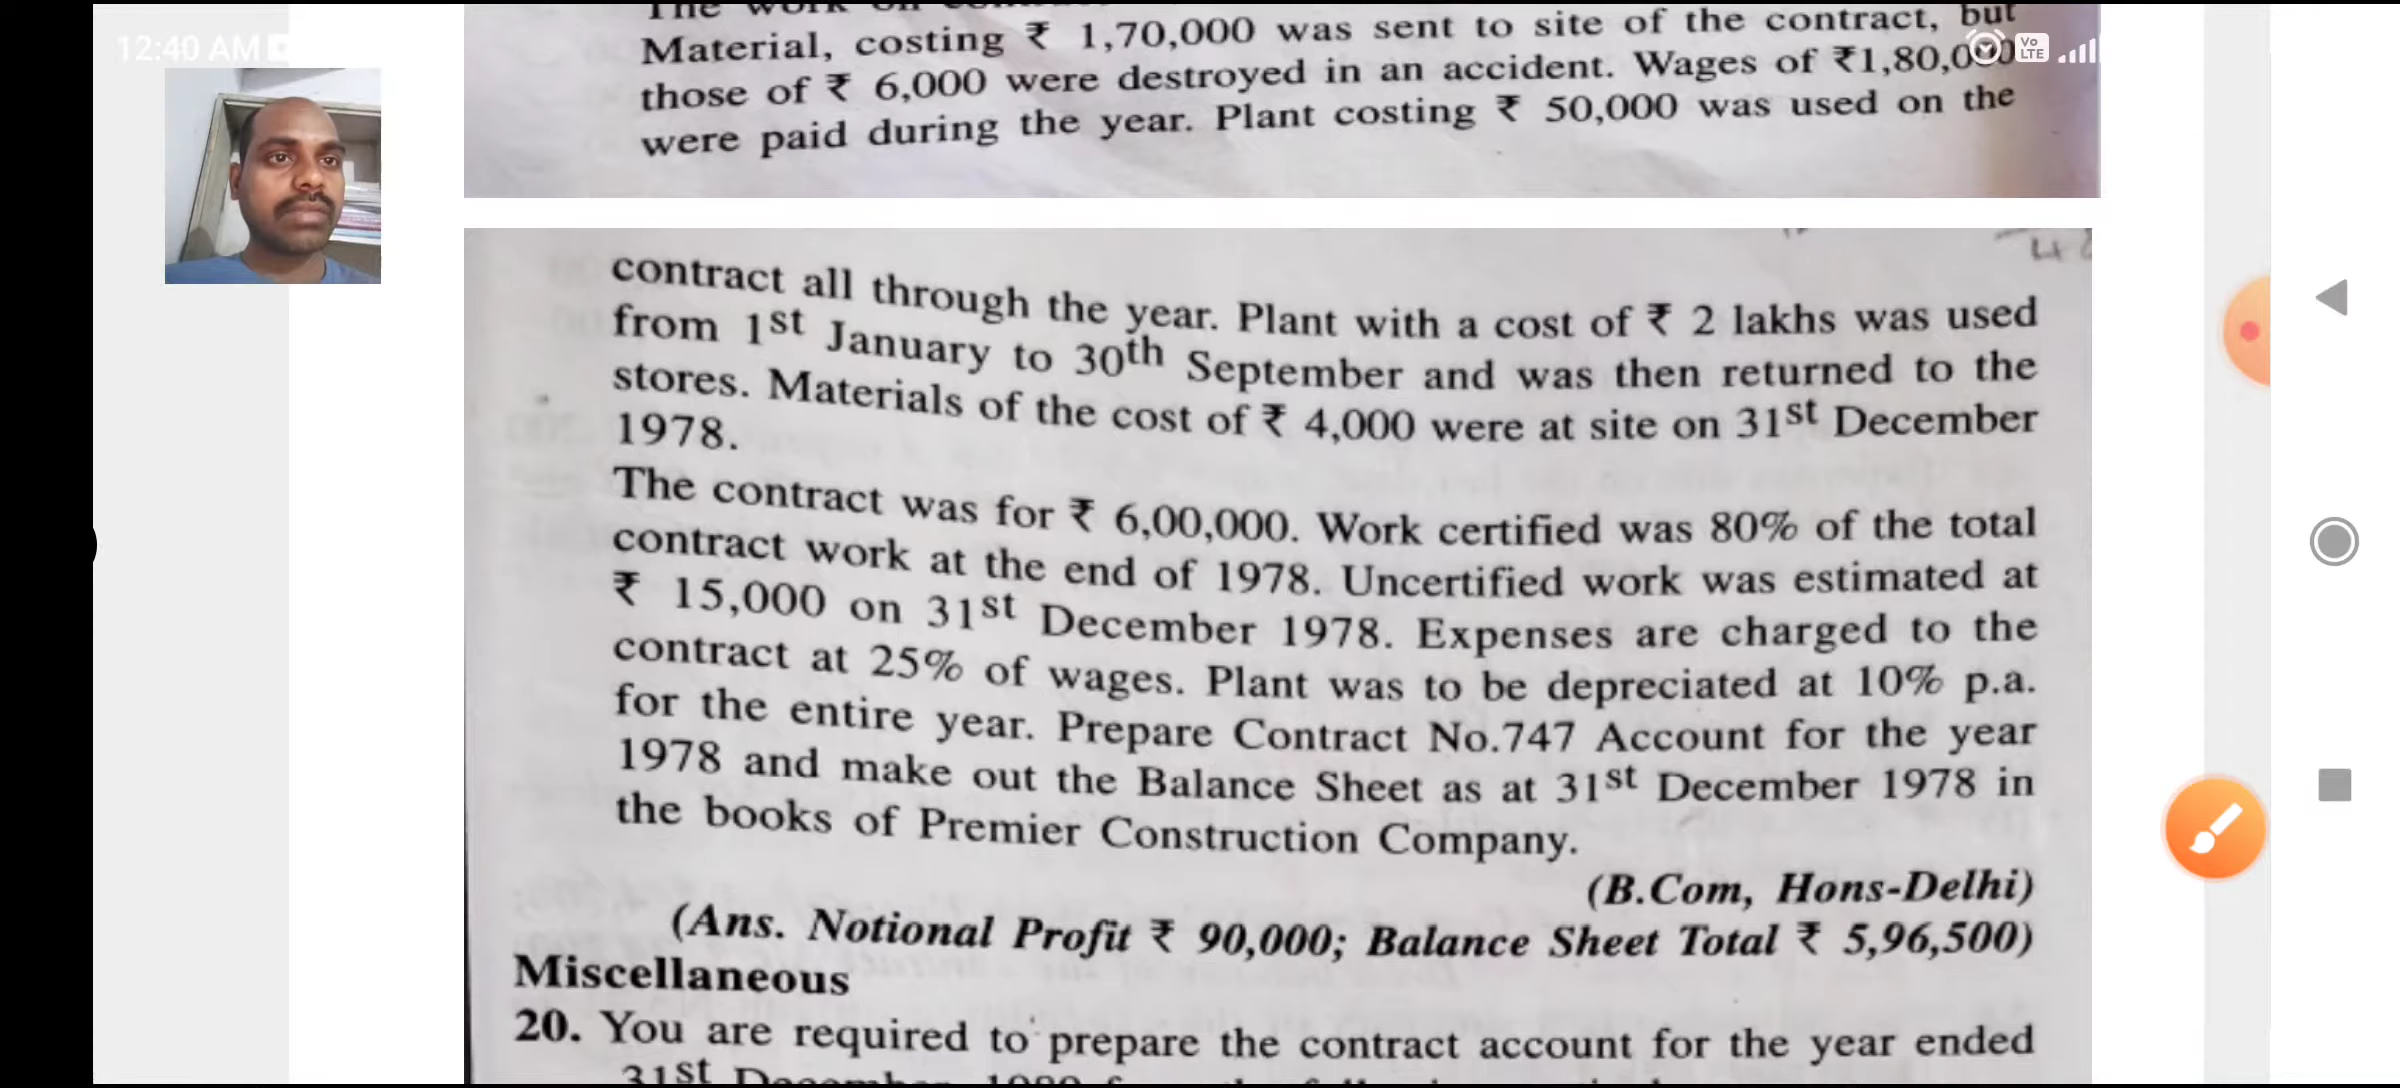 12:40 AM
The work on
Material, costing ₹ 1,70,000 was sent to site of the contract, but
those of ₹ 6,000 were destroyed in an accident. Wages of ₹1,80,000
Vo LTE
were paid during the year. Plant costing ₹ 50,000 was used on the
contract all through the year. Plant with a cost of ₹ 2 lakhs was used
from 1st January to 30th September and was then returned to the
stores. Materials of the cost of ₹ 4,000 were at site on 31st December
1978.
The contract was for ₹ 6,00,000. Work certified was 80% of the total
contract work at the end of 1978. Uncertified work was estimated at
₹ 15,000 on 31st December 1978. Expenses are charged to the
contract at 25% of wages. Plant was to be depreciated at 10% p.a.
for the entire year. Prepare Contract No.747 Account for the year
1978 and make out the Balance Sheet as at 31st December 1978 in
the books of Premier Construction Company.
(B.Com, Hons-Delhi)
(Ans. Notional Profit ₹ 90,000; Balance Sheet Total ₹ 5,96,500)
Miscellaneous
20. You are required to prepare the contract account for the year ended
31st